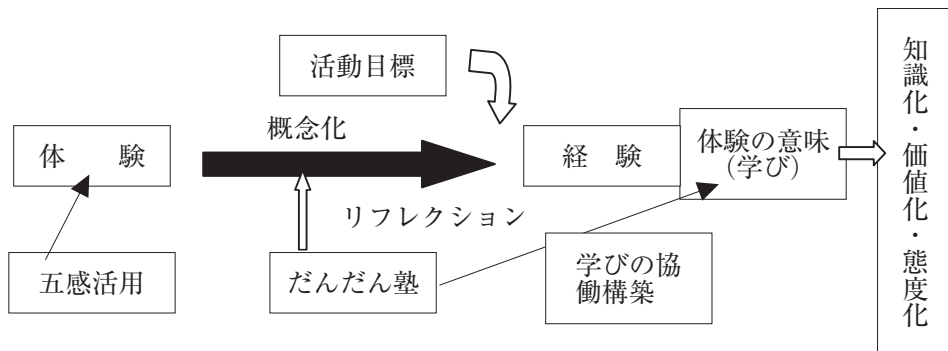 活動目標
概念化
体験
経験
体験の意味
(学び)
リフレクション
五感活用
だんだん塾
学びの協
働構築
知識化・価値化・態度化